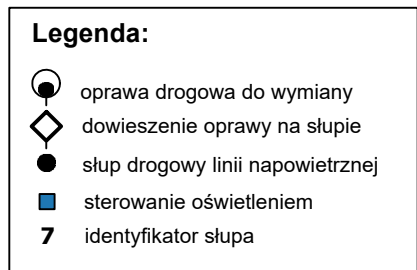 Legenda:
oprawa drogowa do wymiany
dowieszenie oprawy na słupie
słup drogowy linii napowietrznej
sterowanie oświetleniem
7 identyfikator słupa